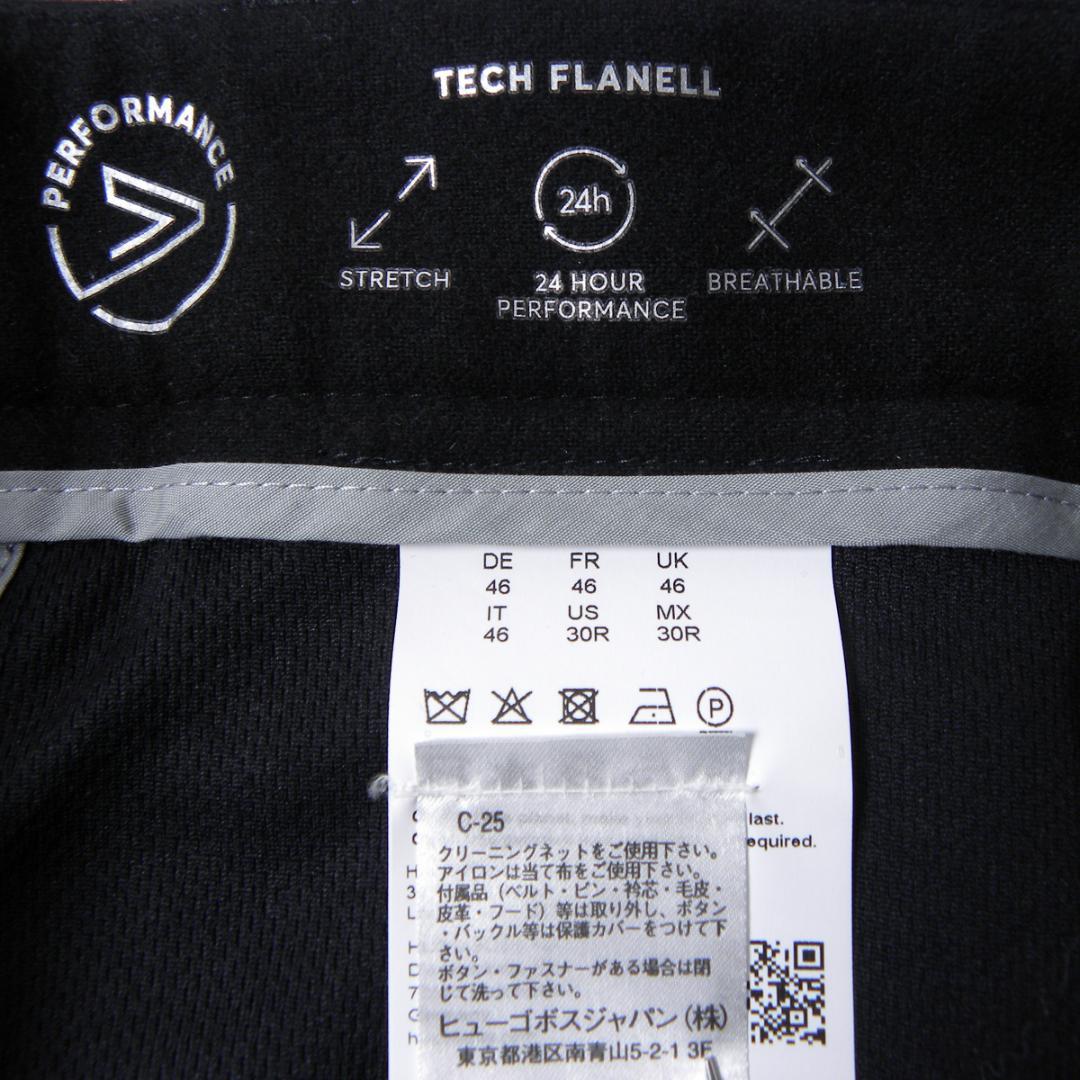 TECH FLANELL
PERFORMANCE
24h
STRETCH
24 HOUR
PERFORMANCE
BREATHABLE
DE FR UK
46 46 46
IT US MX
46 30R 30R
P
last.
equired.
C-25
クリーニングネットをご使用下さい。
アイロンは当て布をご使用下さい。
付属品（ベルト・ピン・衿芯・毛皮・
皮革・フード）等は取り外し、ボタン
・バックル等は保護カバーをつけて下
さい。
ボタン・ファスナーがある場合は閉
じて洗って下さい。
ヒューゴボスジャパン(株)
東京都港区南青山5-2-1 3F